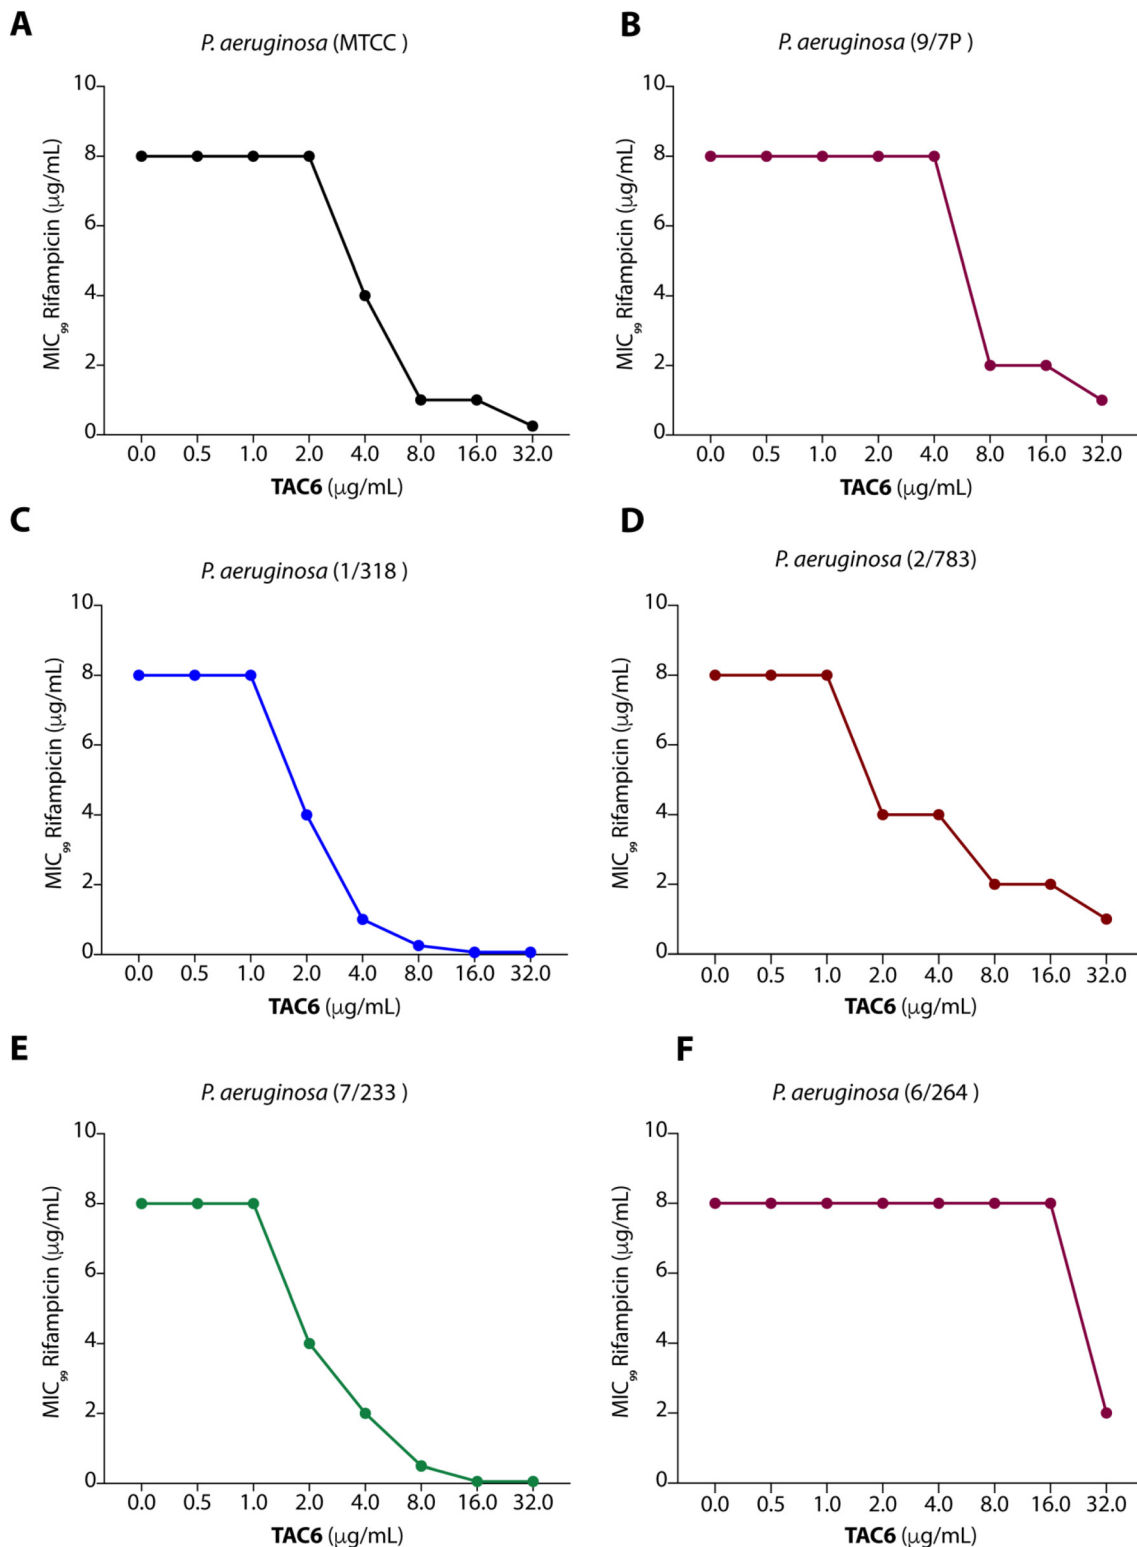 A
P. aeruginosa (MTCC )
10
8
6
4
2
0
MIC₉₉ Rifampicin (µg/mL)
0.0 0.5 1.0 2.0 4.0 8.0 16.0 32.0
TAC6 (µg/mL)
B
P. aeruginosa (9/7P )
10
8
6
4
2
0
MIC₉₉ Rifampicin (µg/mL)
0.0 0.5 1.0 2.0 4.0 8.0 16.0 32.0
TAC6 (µg/mL)
C
P. aeruginosa (1/318 )
10
8
6
4
2
0
MIC₉₉ Rifampicin (µg/mL)
0.0 0.5 1.0 2.0 4.0 8.0 16.0 32.0
TAC6 (µg/mL)
D
P. aeruginosa (2/783)
10
8
6
4
2
0
MIC₉₉ Rifampicin (µg/mL)
0.0 0.5 1.0 2.0 4.0 8.0 16.0 32.0
TAC6 (µg/mL)
E
P. aeruginosa (7/233 )
10
8
6
4
2
0
MIC₉₉ Rifampicin (µg/mL)
0.0 0.5 1.0 2.0 4.0 8.0 16.0 32.0
TAC6 (µg/mL)
F
P. aeruginosa (6/264 )
10
8
6
4
2
0
MIC₉₉ Rifampicin (µg/mL)
0.0 0.5 1.0 2.0 4.0 8.0 16.0 32.0
TAC6 (µg/mL)